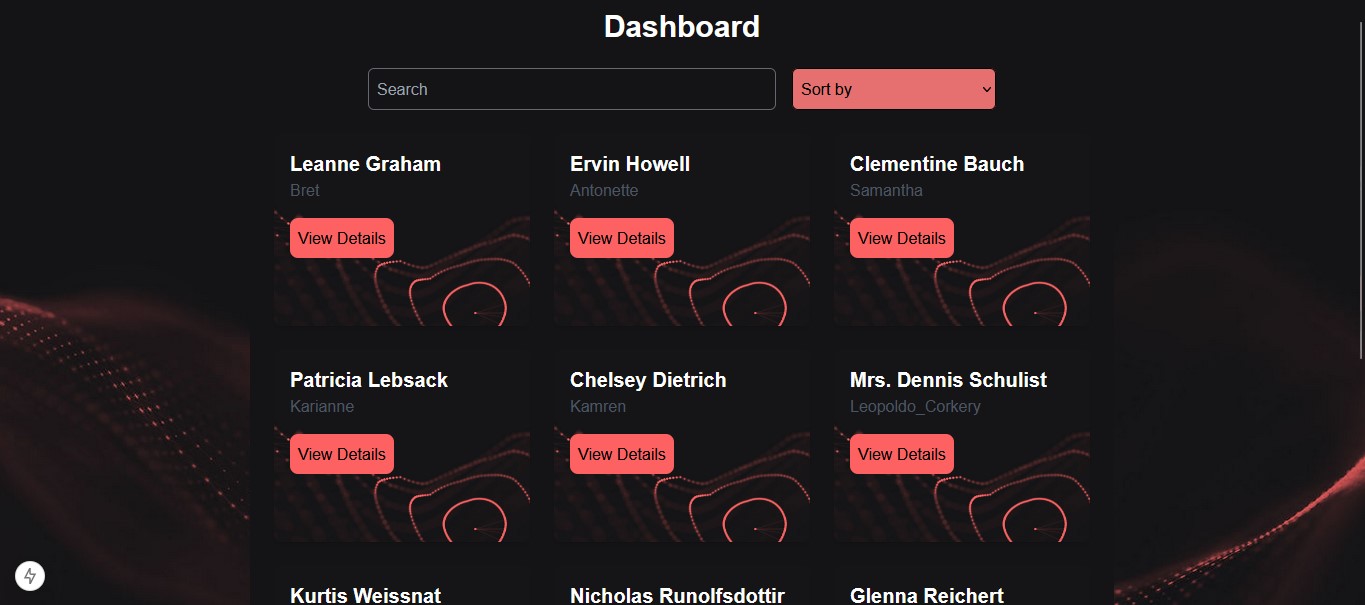 Dashboard
Search
Sort by
Leanne Graham
Bret
View Details
Ervin Howell
Antonette
View Details
Clementine Bauch
Samantha
View Details
Patricia Lebsack
Karianne
View Details
Chelsey Dietrich
Kamren
View Details
Mrs. Dennis Schulist
Leopoldo_Corkery
View Details
Kurtis Weissnat
Nicholas Runolfsdottir
Glenna Reichert